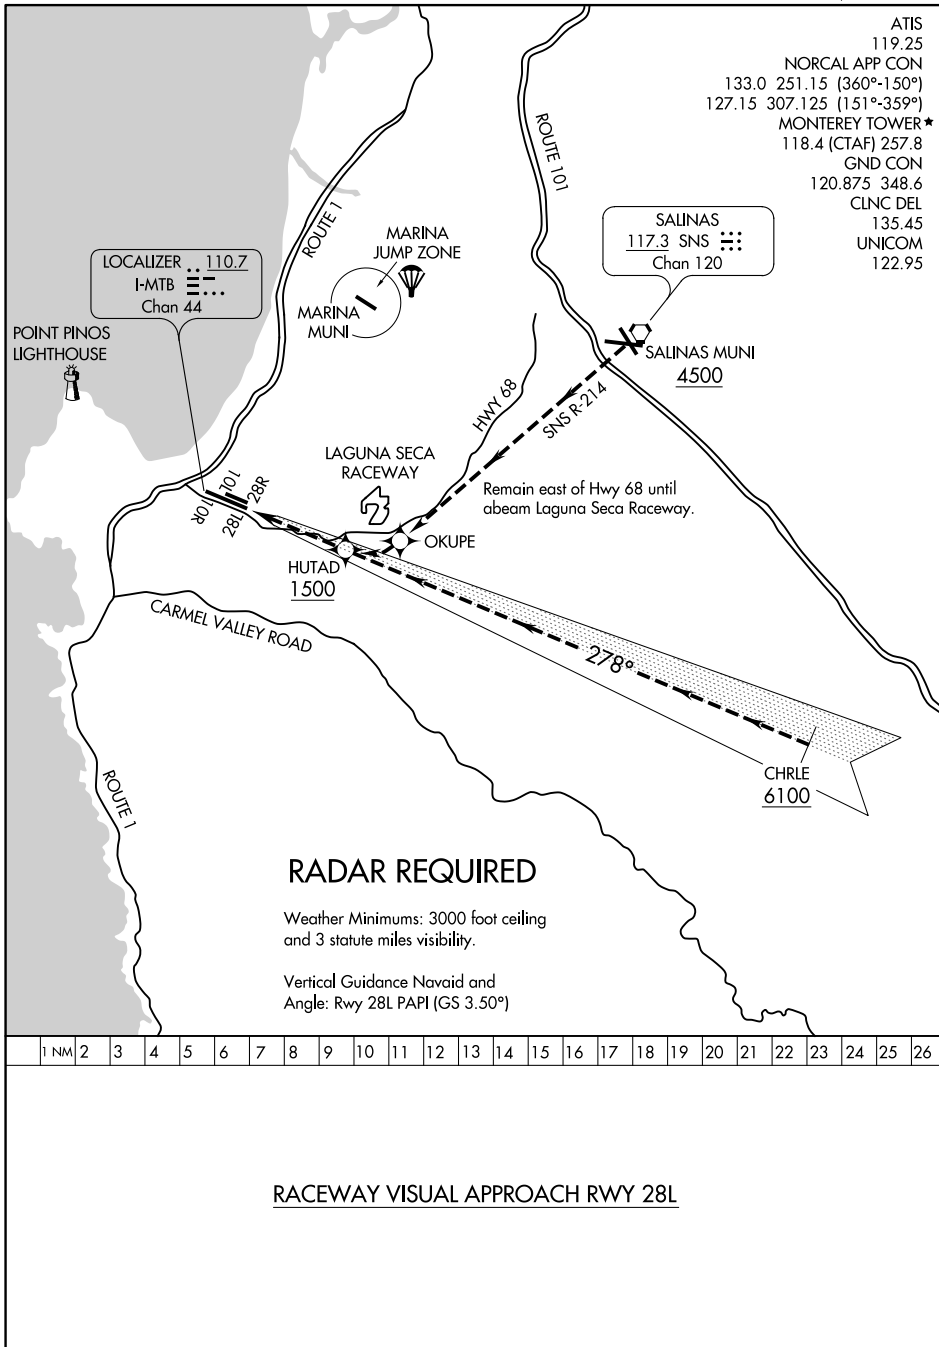 ATIS
119.25
NORCAL APP CON
133.0 251.15 (360°-150°)
127.15 307.125 (151°-359°)
MONTEREY TOWER★
118.4 (CTAF) 257.8
GND CON
120.875 348.6
CLNC DEL
135.45
UNICOM
122.95
ROUTE 101
ROUTE 1
SALINAS
117.3 SNS
Chan 120
MARINA
JUMP ZONE
MARINA
MUNI
LOCALIZER 110.7
I-MTB
Chan 44
POINT PINOS
LIGHTHOUSE
SALINAS MUNI
4500
HWY 68
SNS R-214
LAGUNA SECA
RACEWAY
Remain east of Hwy 68 until
abeam Laguna Seca Raceway.
10L
28R
10R
28L
OKUPE
HUTAD
1500
CARMEL VALLEY ROAD
278°
CHRLE
6100
ROUTE 1
RADAR REQUIRED
Weather Minimums: 3000 foot ceiling
and 3 statute miles visibility.
Vertical Guidance Navaid and
Angle: Rwy 28L PAPI (GS 3.50°)
1 NM 2 3 4 5 6 7 8 9 10 11 12 13 14 15 16 17 18 19 20 21 22 23 24 25 26
RACEWAY VISUAL APPROACH RWY 28L